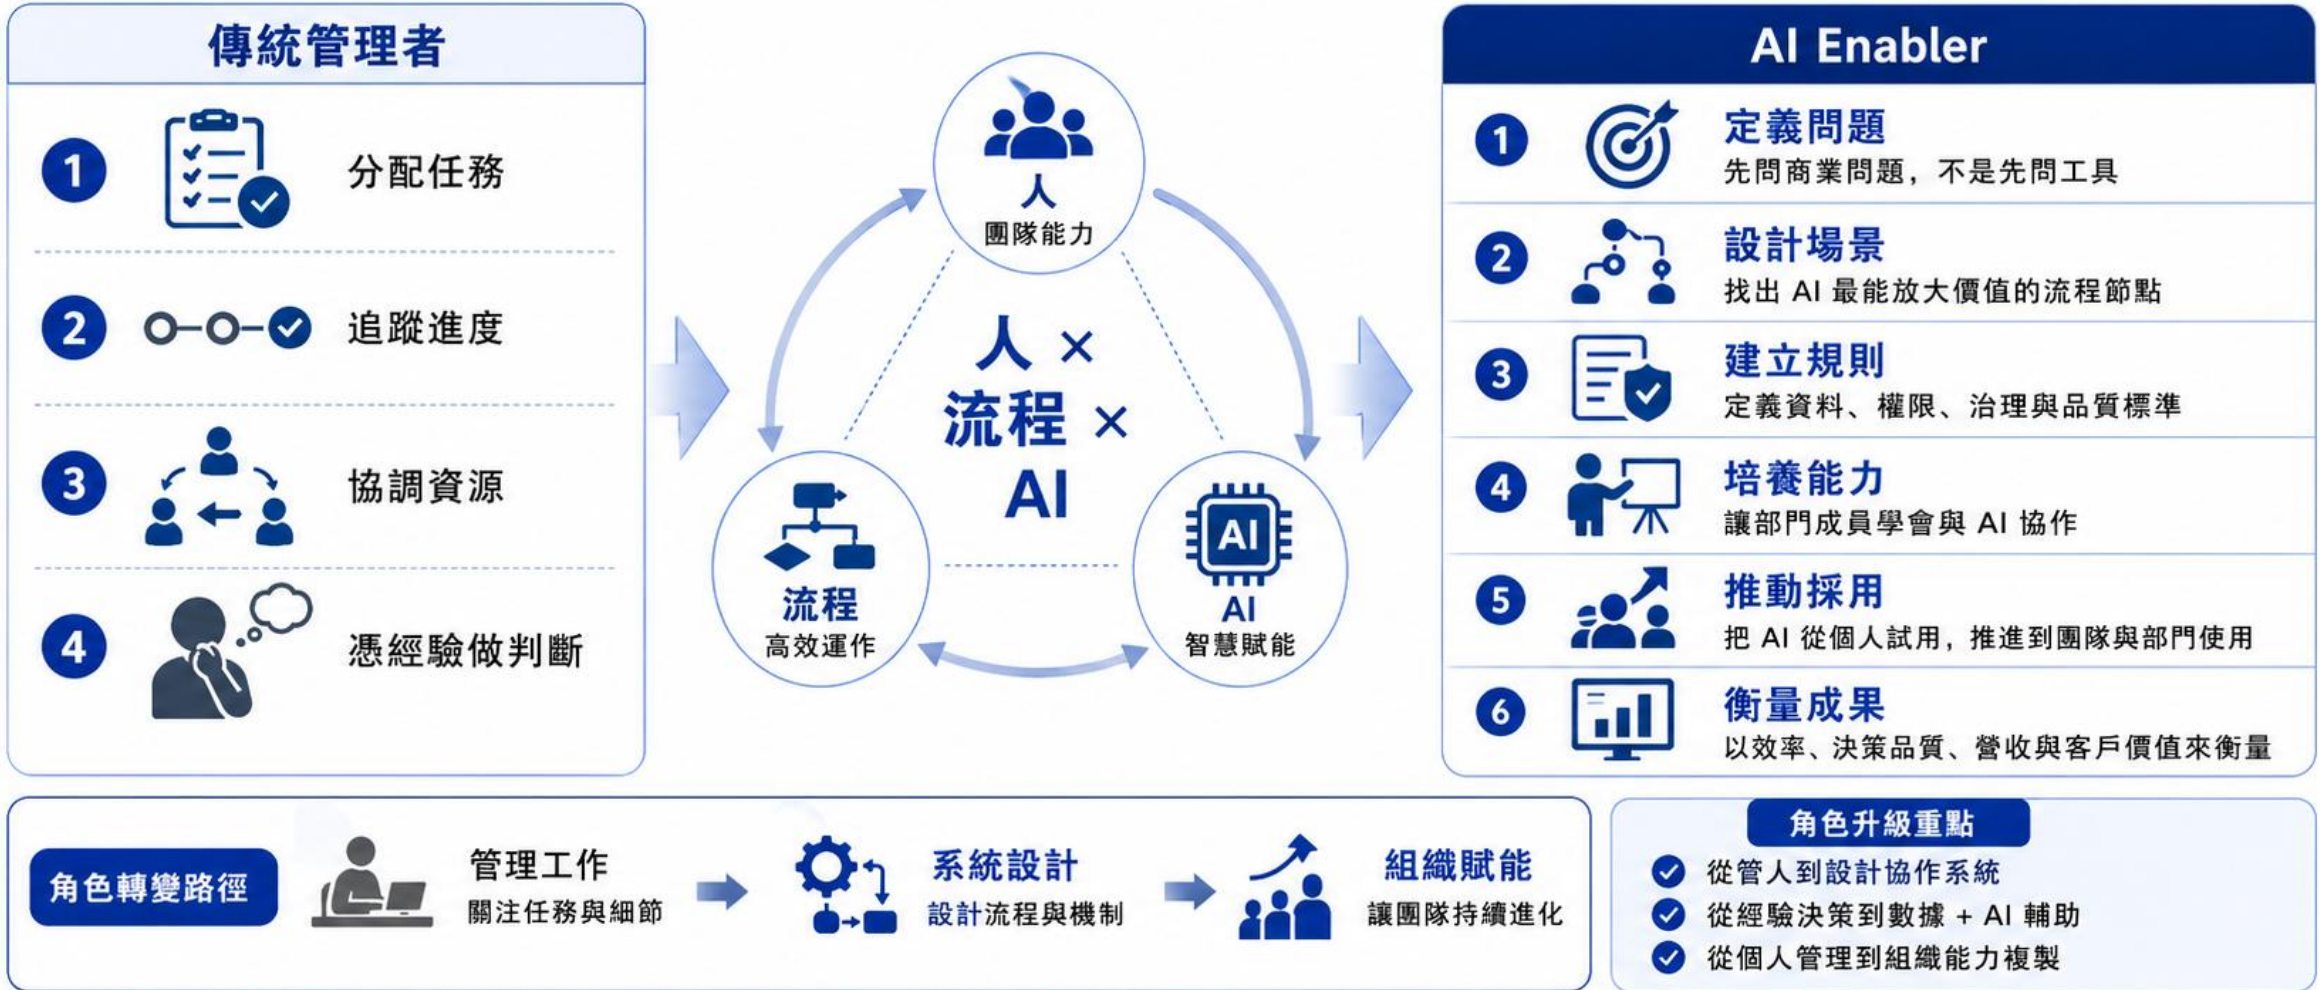 傳統管理者
1
分配任務
2
追蹤進度
3
協調資源
4
憑經驗做判斷
人
團隊能力
人 ×
流程 ×
AI
流程
高效運作
AI
AI
智慧賦能
AI Enabler
1
定義問題
先問商業問題，不是先問工具
2
設計場景
找出 AI 最能放大價值的流程節點
3
建立規則
定義資料、權限、治理與品質標準
4
培養能力
讓部門成員學會與 AI 協作
5
推動採用
把 AI 從個人試用，推進到團隊與部門使用
6
衡量成果
以效率、決策品質、營收與客戶價值來衡量
角色轉變路徑
管理工作
關注任務與細節
系統設計
設計流程與機制
組織賦能
讓團隊持續進化
角色升級重點
從管人到設計協作系統
從經驗決策到數據 + AI 輔助
從個人管理到組織能力複製